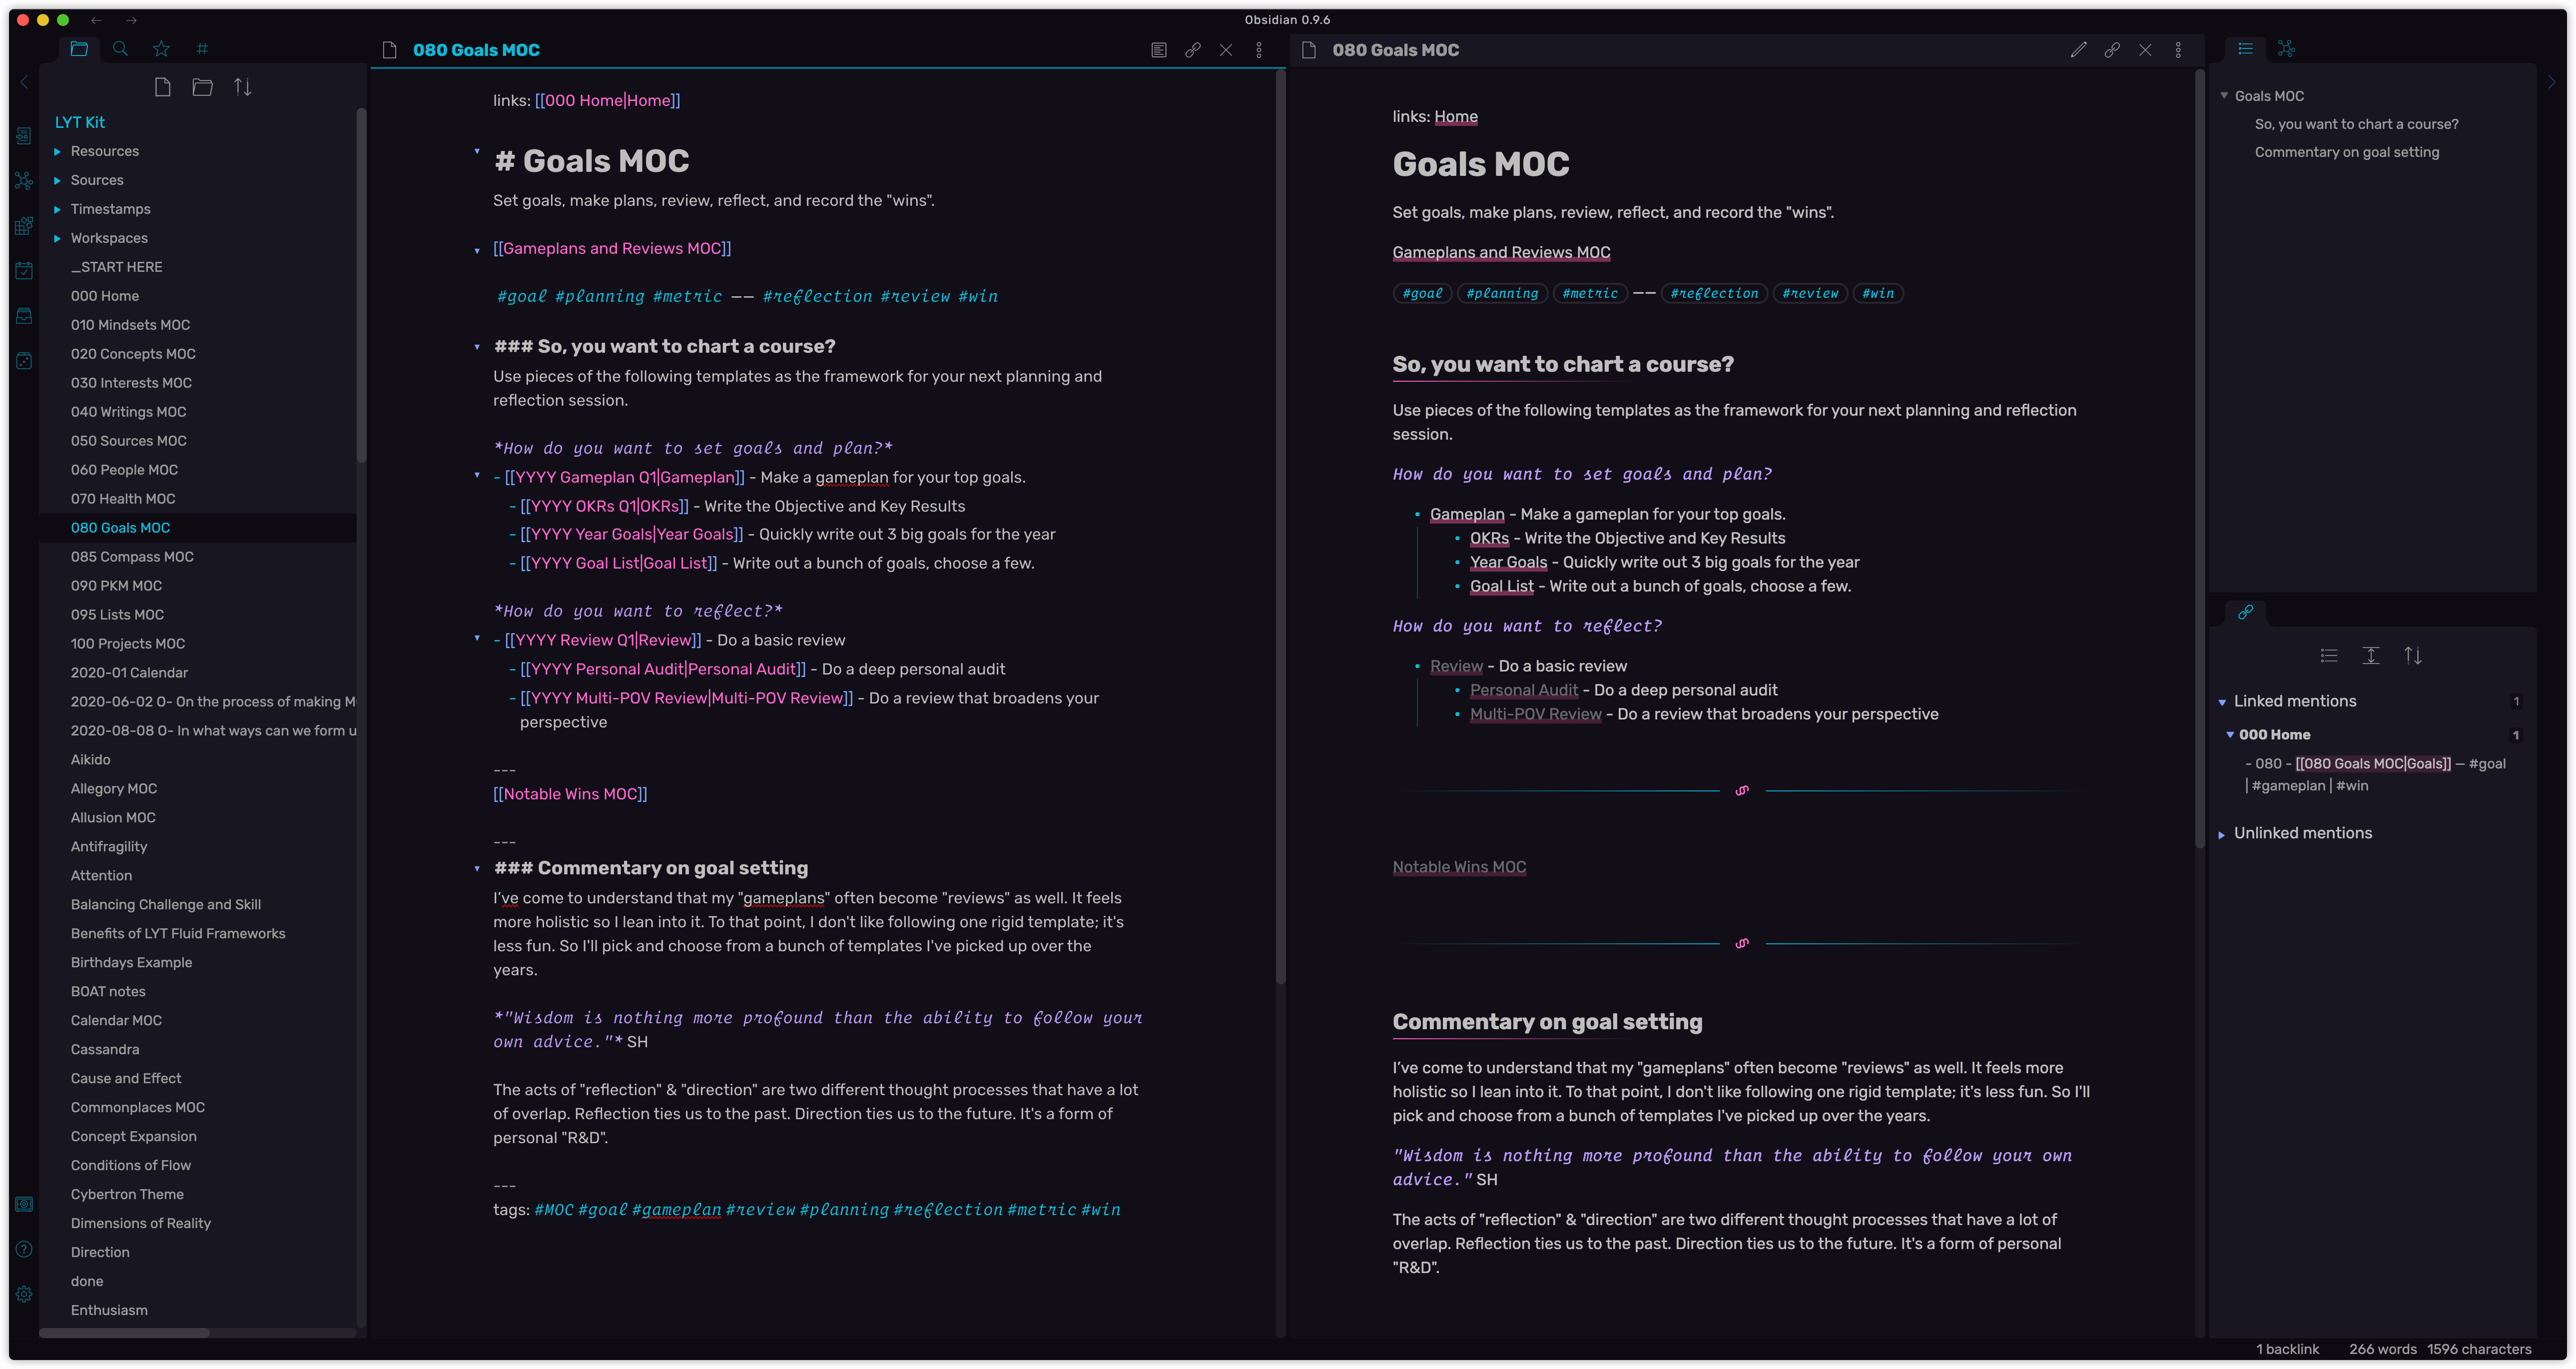 Obsidian 0.9.6
LYT Kit
Resources
Sources
Timestamps
Workspaces
_START HERE
000 Home
010 Mindsets MOC
020 Concepts MOC
030 Interests MOC
040 Writings MOC
050 Sources MOC
060 People MOC
070 Health MOC
080 Goals MOC
085 Compass MOC
090 PKM MOC
095 Lists MOC
100 Projects MOC
2020-01 Calendar
2020-06-02 O- On the process of making M
2020-08-08 O- In what ways can we form u
Aikido
Allegory MOC
Allusion MOC
Antifragility
Attention
Balancing Challenge and Skill
Benefits of LYT Fluid Frameworks
Birthdays Example
BOAT notes
Calendar MOC
Cassandra
Cause and Effect
Commonplaces MOC
Concept Expansion
Conditions of Flow
Cybertron Theme
Dimensions of Reality
Direction
done
Enthusiasm
080 Goals MOC
links: [[000 Home|Home]]
# Goals MOC
Set goals, make plans, review, reflect, and record the "wins".
[[Gameplans and Reviews MOC]]
#goal #planning #metric —— #reflection #review #win
### So, you want to chart a course?
Use pieces of the following templates as the framework for your next planning and
reflection session.
*How do you want to set goals and plan?*
- [[YYYY Gameplan Q1|Gameplan]] - Make a gameplan for your top goals.
- [[YYYY OKRs Q1|OKRs]] - Write the Objective and Key Results
- [[YYYY Year Goals|Year Goals]] - Quickly write out 3 big goals for the year
- [[YYYY Goal List|Goal List]] - Write out a bunch of goals, choose a few.
*How do you want to reflect?*
- [[YYYY Review Q1|Review]] - Do a basic review
- [[YYYY Personal Audit|Personal Audit]] - Do a deep personal audit
- [[YYYY Multi-POV Review|Multi-POV Review]] - Do a review that broadens your
perspective
---
[[Notable Wins MOC]]
---
### Commentary on goal setting
I've come to understand that my "gameplans" often become "reviews" as well. It feels
more holistic so I lean into it. To that point, I don't like following one rigid template; it's
less fun. So I'll pick and choose from a bunch of templates I've picked up over the
years.
*"Wisdom is nothing more profound than the ability to follow your
own advice."* SH
The acts of "reflection" & "direction" are two different thought processes that have a lot
of overlap. Reflection ties us to the past. Direction ties us to the future. It's a form of
personal "R&D".
---
tags: #MOC #goal #gameplan #review #planning #reflection #metric #win
080 Goals MOC
links: Home
Goals MOC
Set goals, make plans, review, reflect, and record the "wins".
Gameplans and Reviews MOC
#goal #planning #metric —— #reflection #review #win
So, you want to chart a course?
Use pieces of the following templates as the framework for your next planning and reflection
session.
How do you want to set goals and plan?
Gameplan - Make a gameplan for your top goals.
OKRs - Write the Objective and Key Results
Year Goals - Quickly write out 3 big goals for the year
Goal List - Write out a bunch of goals, choose a few.
How do you want to reflect?
Review - Do a basic review
Personal Audit - Do a deep personal audit
Multi-POV Review - Do a review that broadens your perspective
Notable Wins MOC
Commentary on goal setting
I've come to understand that my "gameplans" often become "reviews" as well. It feels more
holistic so I lean into it. To that point, I don't like following one rigid template; it's less fun. So I'll
pick and choose from a bunch of templates I've picked up over the years.
"Wisdom is nothing more profound than the ability to follow your own
advice." SH
The acts of "reflection" & "direction" are two different thought processes that have a lot of
overlap. Reflection ties us to the past. Direction ties us to the future. It's a form of personal
"R&D".
Goals MOC
So, you want to chart a course?
Commentary on goal setting
Linked mentions 1
000 Home 1
- 080 - [[080 Goals MOC|Goals]] — #goal
| #gameplan | #win
Unlinked mentions
1 backlink 266 words 1596 characters